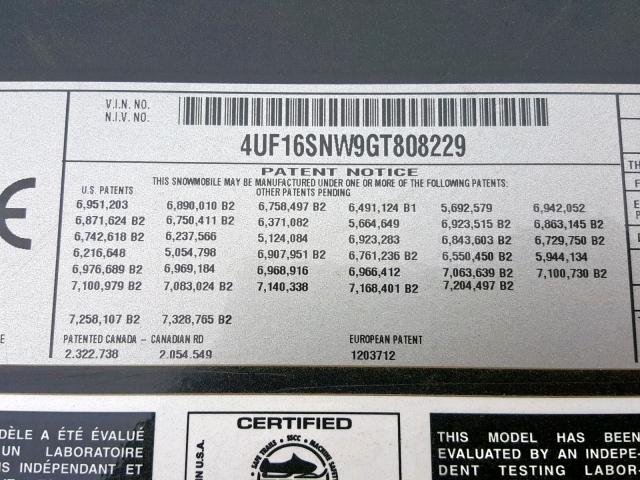 V.I.N. NO.
N.I.V. NO.
4UF16SNW9GT808229
PATENT NOTICE
THIS SNOWMOBILE MAY BE MANUFACTURED UNDER ONE OR MORE OF THE FOLLOWING PATENTS:
OTHER PATENTS PENDING
U.S. PATENTS
6,951,203 6,890,010 B2 6,758,497 B2 6,491,124 B1 5,692,579 6,942,052
6,871,624 B2 6,750,411 B2 6,371,082 5,664,649 6,923,515 B2 6,863,145 B2
6,742,618 B2 6,237,566 5,124,084 6,923,283 6,843,603 B2 6,729,750 B2
6,216,648 5,054,798 6,907,951 B2 6,761,236 B2 6,550,450 B2 5,944,134
6,976,689 B2 6,969,184 6,968,916 6,966,412 7,063,639 B2 7,100,730 B2
7,100,979 B2 7,083,024 B2 7,140,338 7,168,401 B2 7,204,497 B2
7,258,107 B2 7,328,765 B2
PATENTED CANADA - CANADIAN RD EUROPEAN PATENT
2.322.738 2.054.549 1203712
CE
DÈLE A ÉTÉ ÉVALUÉ
UN LABORATOIRE
S INDÉPENDANT ET
CERTIFIED
SAFE TRAILS SSCC MACHINE SAFETY
IN U.S.A.
THIS MODEL HAS BEEN
EVALUATED BY AN INDEPEN-
DENT TESTING LABOR-